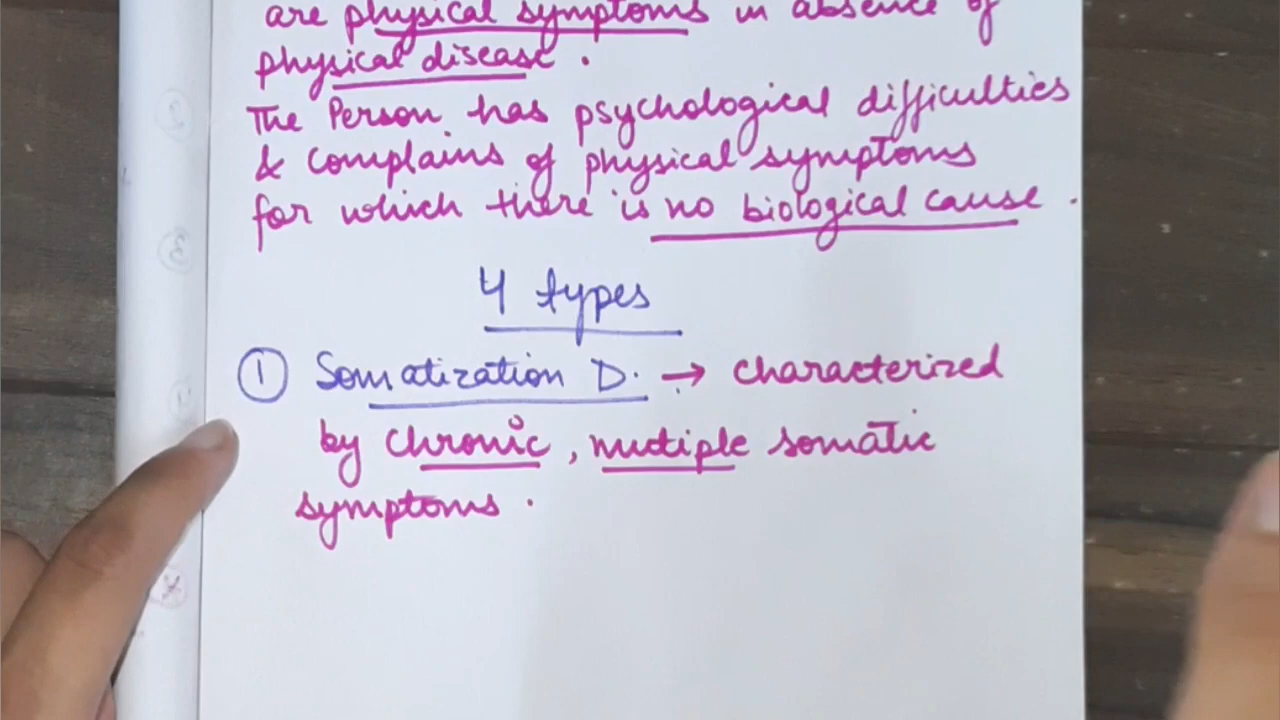 are physical symptoms in absence of
physical disease.
The Person has psychological difficulties
& complains of physical symptoms
for which there is no biological cause.
4 types
① Somatization D. → characterized
by chronic, mutiple somatic
symptoms.